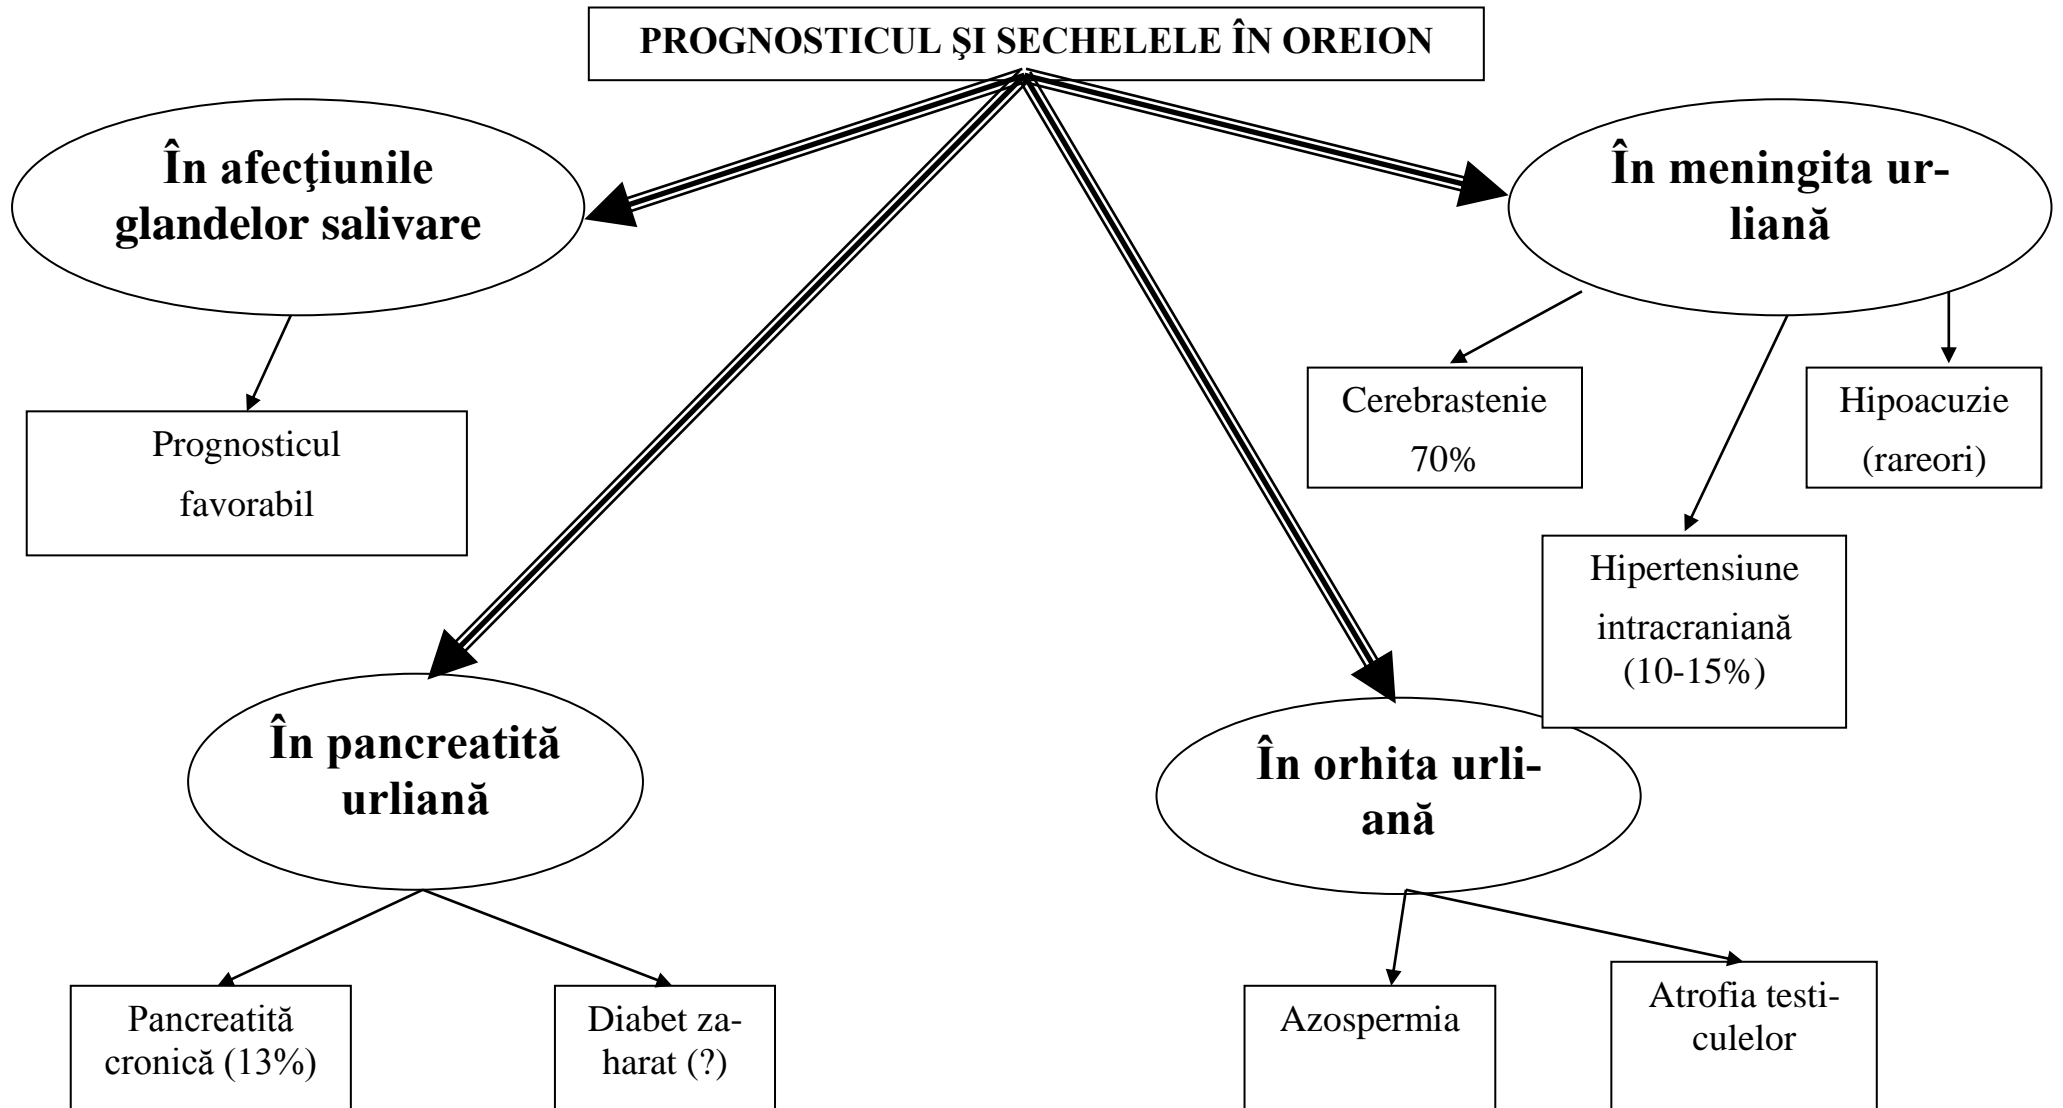 PROGNOSTICUL ŞI SECHELELE ÎN OREION
În afecţiunile
glandelor salivare
În meningita ur-
liană
Prognosticul
favorabil
Cerebrastenie
70%
Hipoacuzie
(rareori)
Hipertensiune
intracraniană
(10-15%)
În pancreatită
urliană
În orhita urli-
ană
Pancreatită
cronică (13%)
Diabet za-
harat (?)
Azospermia
Atrofia testi-
culelor